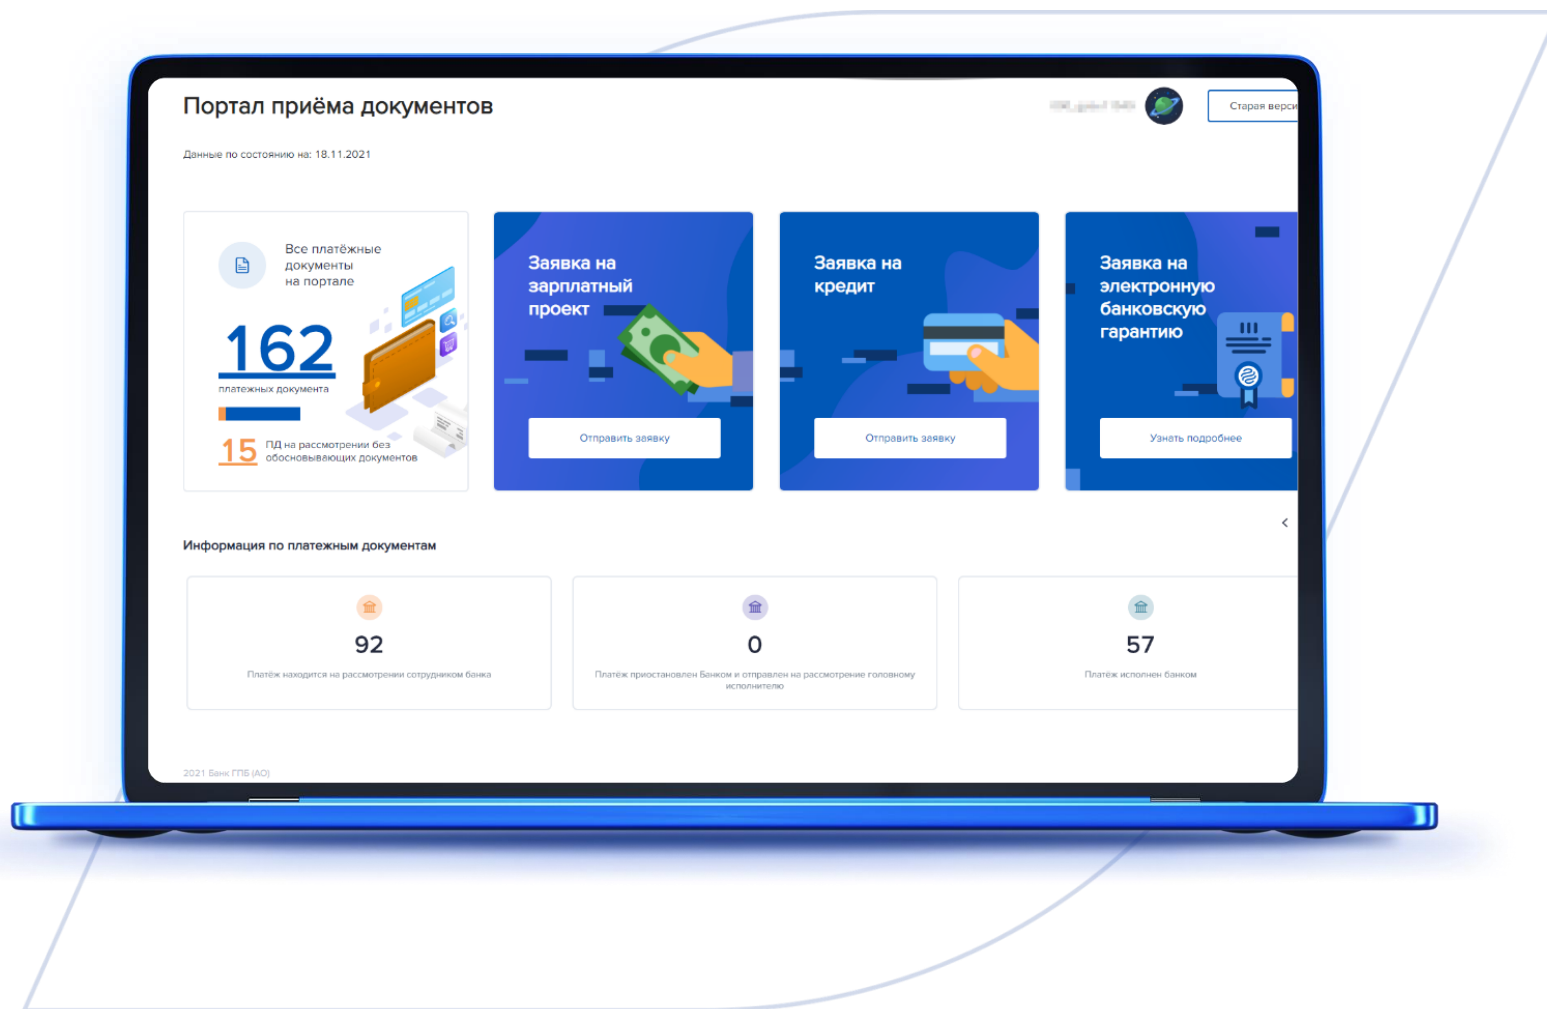 Портал приёма документов
Старая верси
Данные по состоянию на: 18.11.2021
Все платёжные
документы
на портале
162
платежных документа
15
ПД на рассмотрении без
обосновывающих документов
Заявка на
зарплатный
проект
Отправить заявку
Заявка на
кредит
Отправить заявку
Заявка на
электронную
банковскую
гарантию
Узнать подробнее
Информация по платежным документам
92
Платёж находится на рассмотрении сотрудником банка
0
Платёж приостановлен Банком и отправлен на рассмотрение головному
исполнителю
57
Платёж исполнен банком
2021 Банк ГПБ (АО)